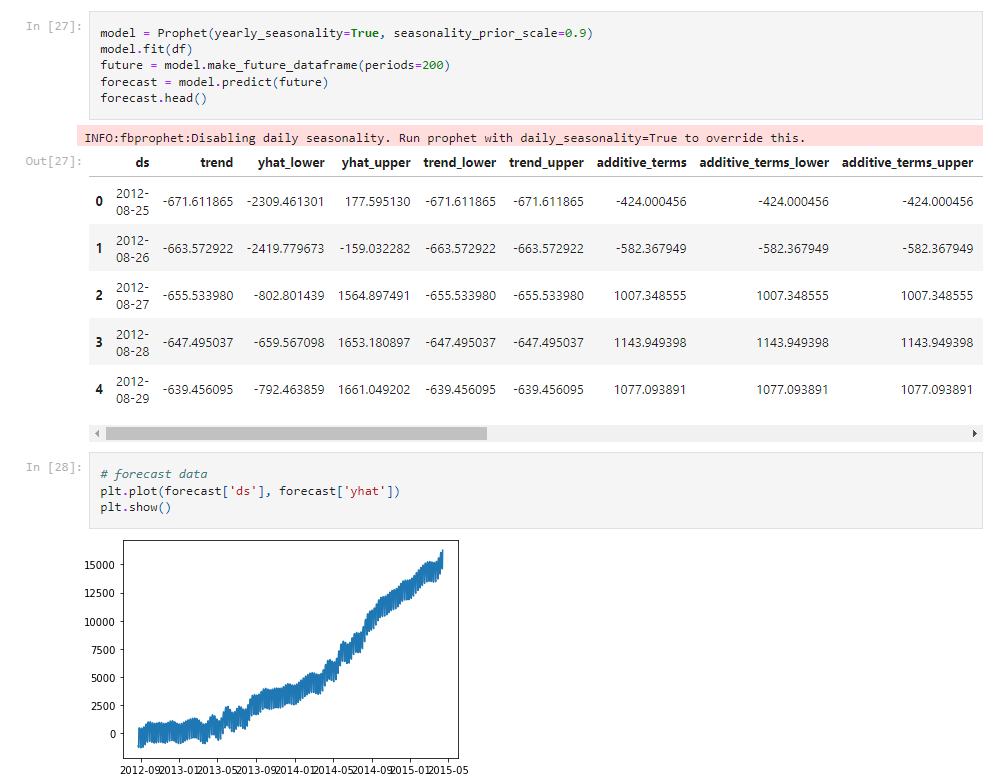 In [27]:
model = Prophet(yearly_seasonality=True, seasonality_prior_scale=0.9)
model.fit(df)
future = model.make_future_dataframe(periods=200)
forecast = model.predict(future)
forecast.head()
INFO:fbprophet:Disabling daily seasonality. Run prophet with daily_seasonality=True to override this.
Out[27]:
ds trend yhat_lower yhat_upper trend_lower trend_upper additive_terms additive_terms_lower additive_terms_upper
0 2012-08-25 -671.611865 -2309.461301 177.595130 -671.611865 -671.611865 -424.000456 -424.000456 -424.000456
1 2012-08-26 -663.572922 -2419.779673 -159.032282 -663.572922 -663.572922 -582.367949 -582.367949 -582.367949
2 2012-08-27 -655.533980 -802.801439 1564.897491 -655.533980 -655.533980 1007.348555 1007.348555 1007.348555
3 2012-08-28 -647.495037 -659.567098 1653.180897 -647.495037 -647.495037 1143.949398 1143.949398 1143.949398
4 2012-08-29 -639.456095 -792.463859 1661.049202 -639.456095 -639.456095 1077.093891 1077.093891 1077.093891
In [28]:
# forecast data
plt.plot(forecast['ds'], forecast['yhat'])
plt.show()
15000
12500
10000
7500
5000
2500
0
2012-09 2013-01 2013-05 2013-09 2014-01 2014-05 2014-09 2015-01 2015-05